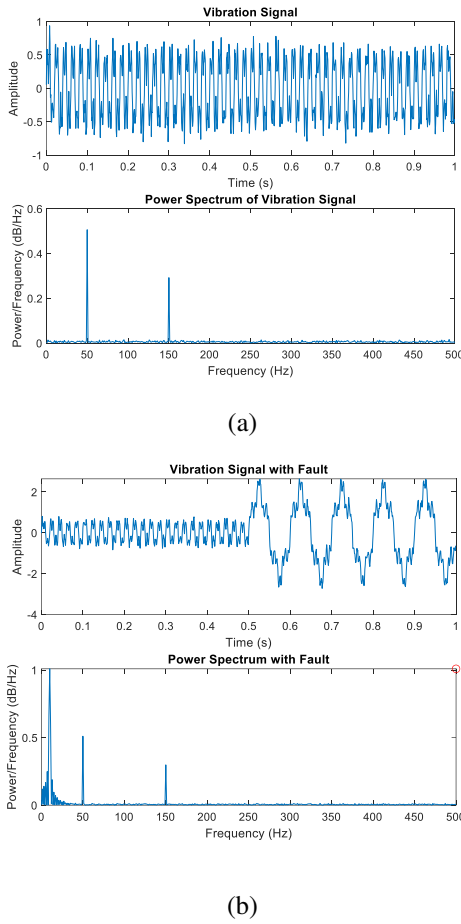 Vibration Signal
1
0.5
0
-0.5
-1
Amplitude
0 0.1 0.2 0.3 0.4 0.5 0.6 0.7 0.8 0.9 1
Time (s)
Power Spectrum of Vibration Signal
0.6
0.4
0.2
0
Power/Frequency (dB/Hz)
0 50 100 150 200 250 300 350 400 450 500
Frequency (Hz)
(a)
Vibration Signal with Fault
2
0
-2
-4
Amplitude
0 0.1 0.2 0.3 0.4 0.5 0.6 0.7 0.8 0.9 1
Time (s)
Power Spectrum with Fault
1
0.5
0
Power/Frequency (dB/Hz)
0 50 100 150 200 250 300 350 400 450 500
Frequency (Hz)
(b)